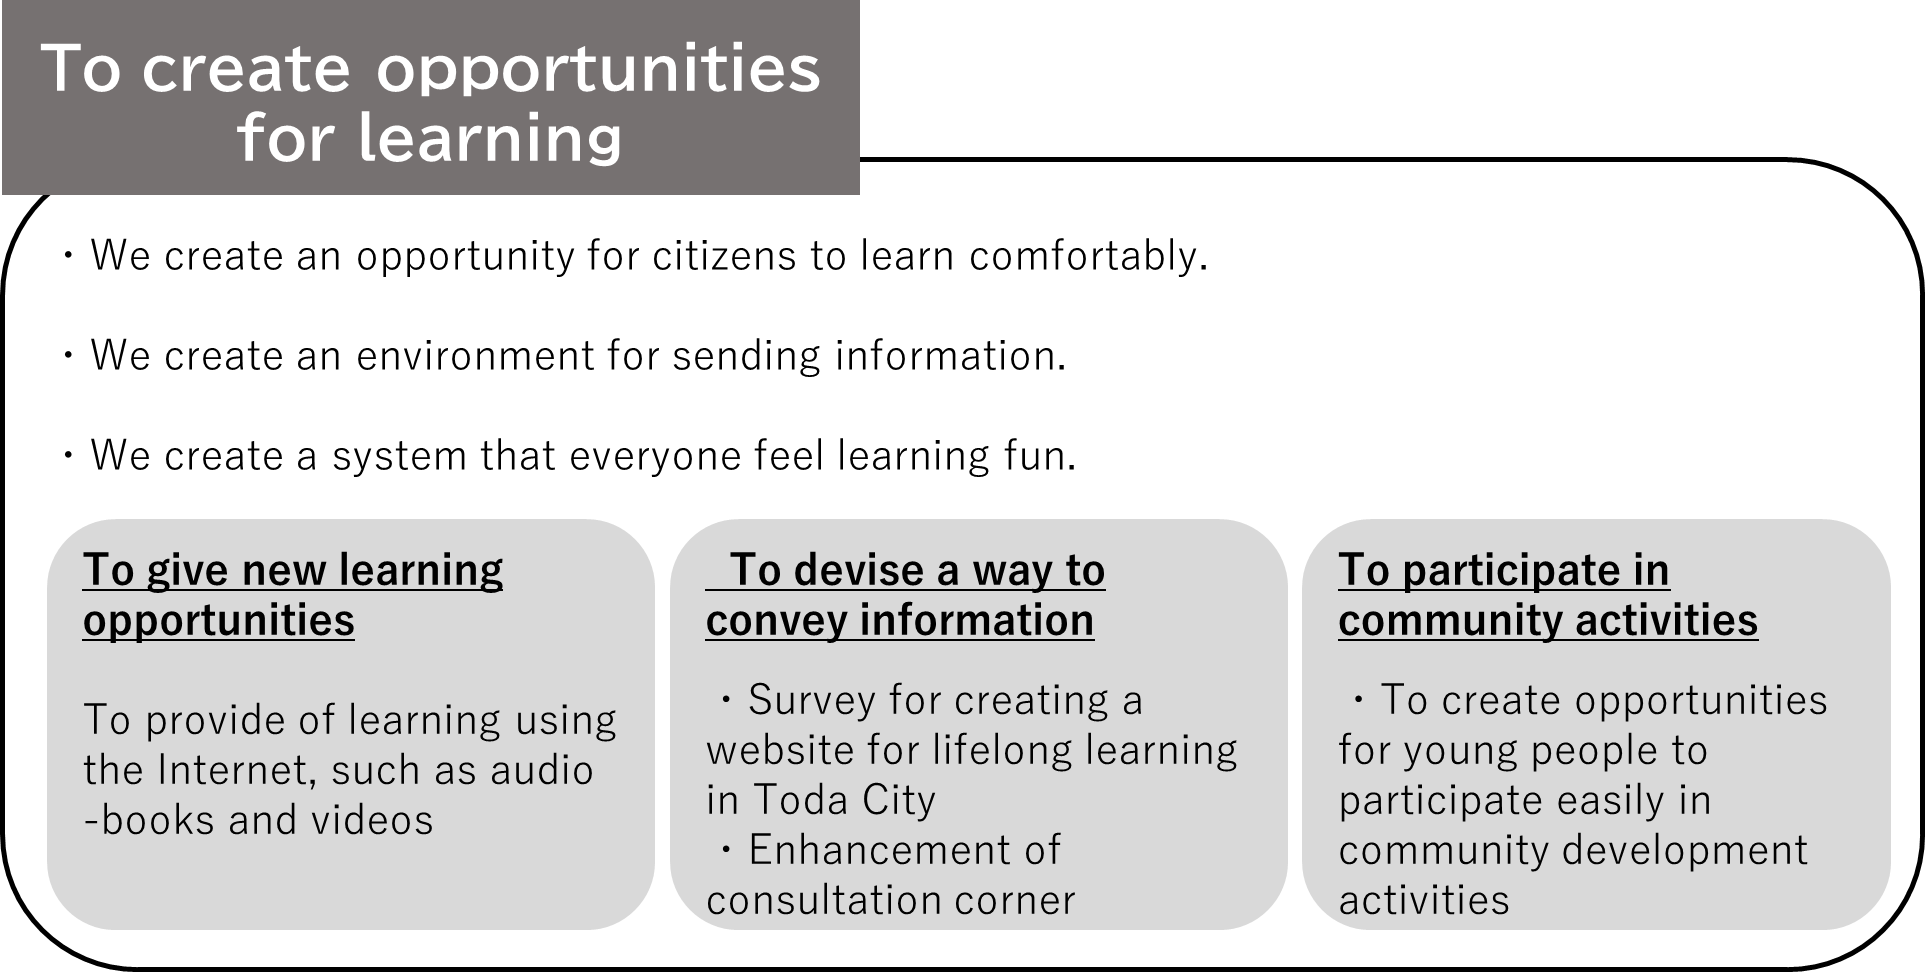 To create opportunities
for learning
・We create an opportunity for citizens to learn comfortably.
・We create an environment for sending information.
・We create a system that everyone feel learning fun.
To give new learning
opportunities
To provide of learning using
the Internet, such as audio
-books and videos
To devise a way to
convey information
・Survey for creating a
website for lifelong learning
in Toda City
・Enhancement of
consultation corner
To participate in
community activities
・To create opportunities
for young people to
participate easily in
community development
activities